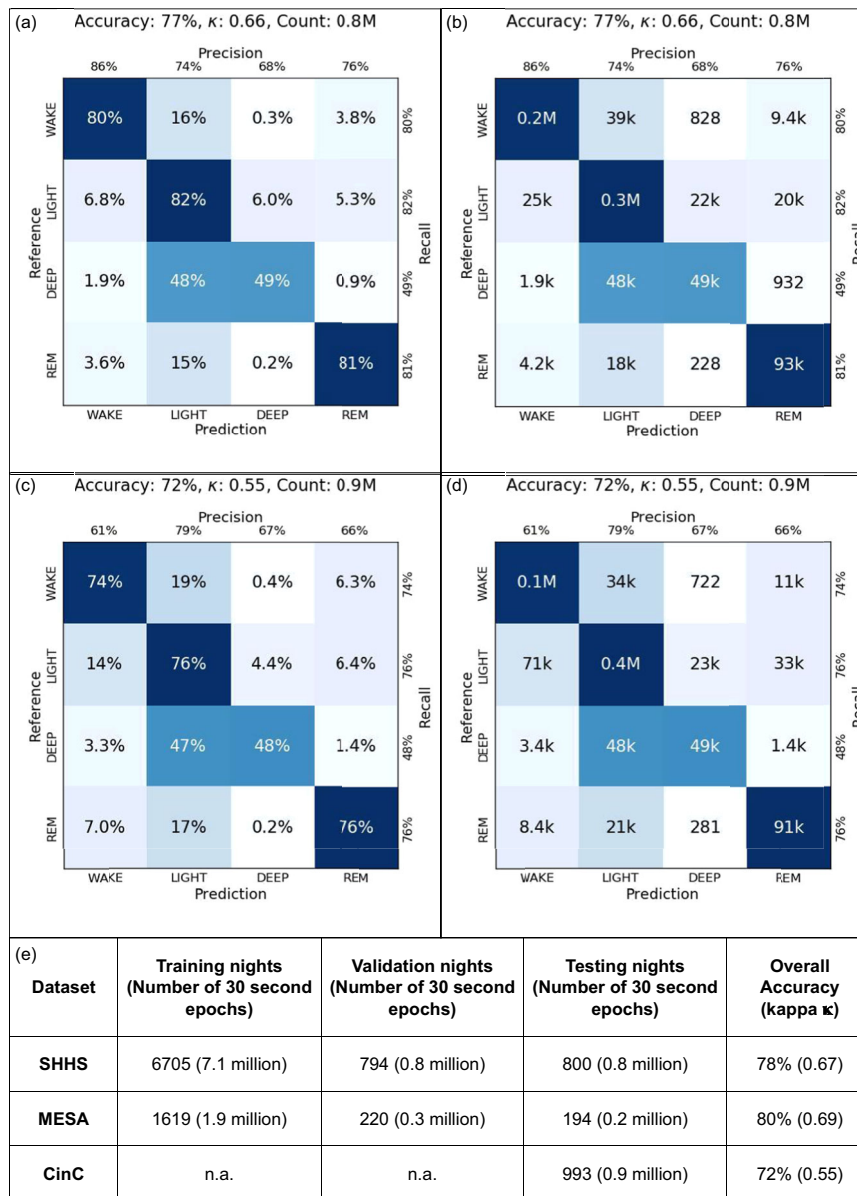 (a) Accuracy: 77%, κ: 0.66, Count: 0.8M
Precision
86% 74% 68% 76%
WAKE 80% 16% 0.3% 3.8% 80%
LIGHT 6.8% 82% 6.0% 5.3% 82%
Reference Recall
DEEP 1.9% 48% 49% 0.9% 49%
REM 3.6% 15% 0.2% 81% 81%
WAKE LIGHT DEEP REM
Prediction
(b) Accuracy: 77%, κ: 0.66, Count: 0.8M
Precision
86% 74% 68% 76%
WAKE 0.2M 39k 828 9.4k 80%
LIGHT 25k 0.3M 22k 20k 82%
Reference Recall
DEEP 1.9k 48k 49k 932 49%
REM 4.2k 18k 228 93k 81%
WAKE LIGHT DEEP REM
Prediction
(c) Accuracy: 72%, κ: 0.55, Count: 0.9M
Precision
61% 79% 67% 66%
WAKE 74% 19% 0.4% 6.3% 74%
LIGHT 14% 76% 4.4% 6.4% 76%
Reference Recall
DEEP 3.3% 47% 48% 1.4% 48%
REM 7.0% 17% 0.2% 76% 76%
WAKE LIGHT DEEP REM
Prediction
(d) Accuracy: 72%, κ: 0.55, Count: 0.9M
Precision
61% 79% 67% 66%
WAKE 0.1M 34k 722 11k 74%
LIGHT 71k 0.4M 23k 33k 76%
Reference Recall
DEEP 3.4k 48k 49k 1.4k 48%
REM 8.4k 21k 281 91k 76%
WAKE LIGHT DEEP REM
Prediction
(e)
Dataset
Training nights
(Number of 30 second
epochs)
Validation nights
(Number of 30 second
epochs)
Testing nights
(Number of 30 second
epochs)
Overall
Accuracy
(kappa κ)
SHHS 6705 (7.1 million) 794 (0.8 million) 800 (0.8 million) 78% (0.67)
MESA 1619 (1.9 million) 220 (0.3 million) 194 (0.2 million) 80% (0.69)
CinC n.a. n.a. 993 (0.9 million) 72% (0.55)